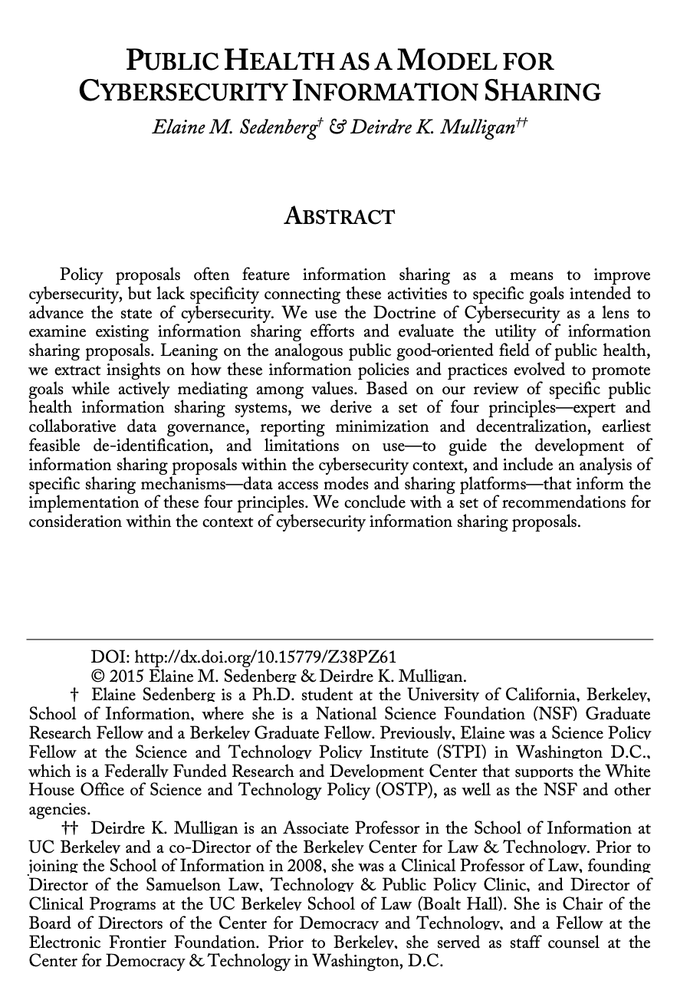 PUBLIC HEALTH AS A MODEL FOR
CYBERSECURITY INFORMATION SHARING
Elaine M. Sedenberg† & Deirdre K. Mulligan††
ABSTRACT
Policy proposals often feature information sharing as a means to improve
cybersecurity, but lack specificity connecting these activities to specific goals intended to
advance the state of cybersecurity. We use the Doctrine of Cybersecurity as a lens to
examine existing information sharing efforts and evaluate the utility of information
sharing proposals. Leaning on the analogous public good-oriented field of public health,
we extract insights on how these information policies and practices evolved to promote
goals while actively mediating among values. Based on our review of specific public
health information sharing systems, we derive a set of four principles—expert and
collaborative data governance, reporting minimization and decentralization, earliest
feasible de-identification, and limitations on use—to guide the development of
information sharing proposals within the cybersecurity context, and include an analysis of
specific sharing mechanisms—data access modes and sharing platforms—that inform the
implementation of these four principles. We conclude with a set of recommendations for
consideration within the context of cybersecurity information sharing proposals.
DOI: http://dx.doi.org/10.15779/Z38PZ61
© 2015 Elaine M. Sedenberg & Deirdre K. Mulligan.
† Elaine Sedenberg is a Ph.D. student at the University of California, Berkeley,
School of Information, where she is a National Science Foundation (NSF) Graduate
Research Fellow and a Berkeley Graduate Fellow. Previously, Elaine was a Science Policy
Fellow at the Science and Technology Policy Institute (STPI) in Washington D.C.,
which is a Federally Funded Research and Development Center that supports the White
House Office of Science and Technology Policy (OSTP), as well as the NSF and other
agencies.
†† Deirdre K. Mulligan is an Associate Professor in the School of Information at
UC Berkeley and a co-Director of the Berkeley Center for Law & Technology. Prior to
joining the School of Information in 2008, she was a Clinical Professor of Law, founding
Director of the Samuelson Law, Technology & Public Policy Clinic, and Director of
Clinical Programs at the UC Berkeley School of Law (Boalt Hall). She is Chair of the
Board of Directors of the Center for Democracy and Technology, and a Fellow at the
Electronic Frontier Foundation. Prior to Berkeley, she served as staff counsel at the
Center for Democracy & Technology in Washington, D.C.